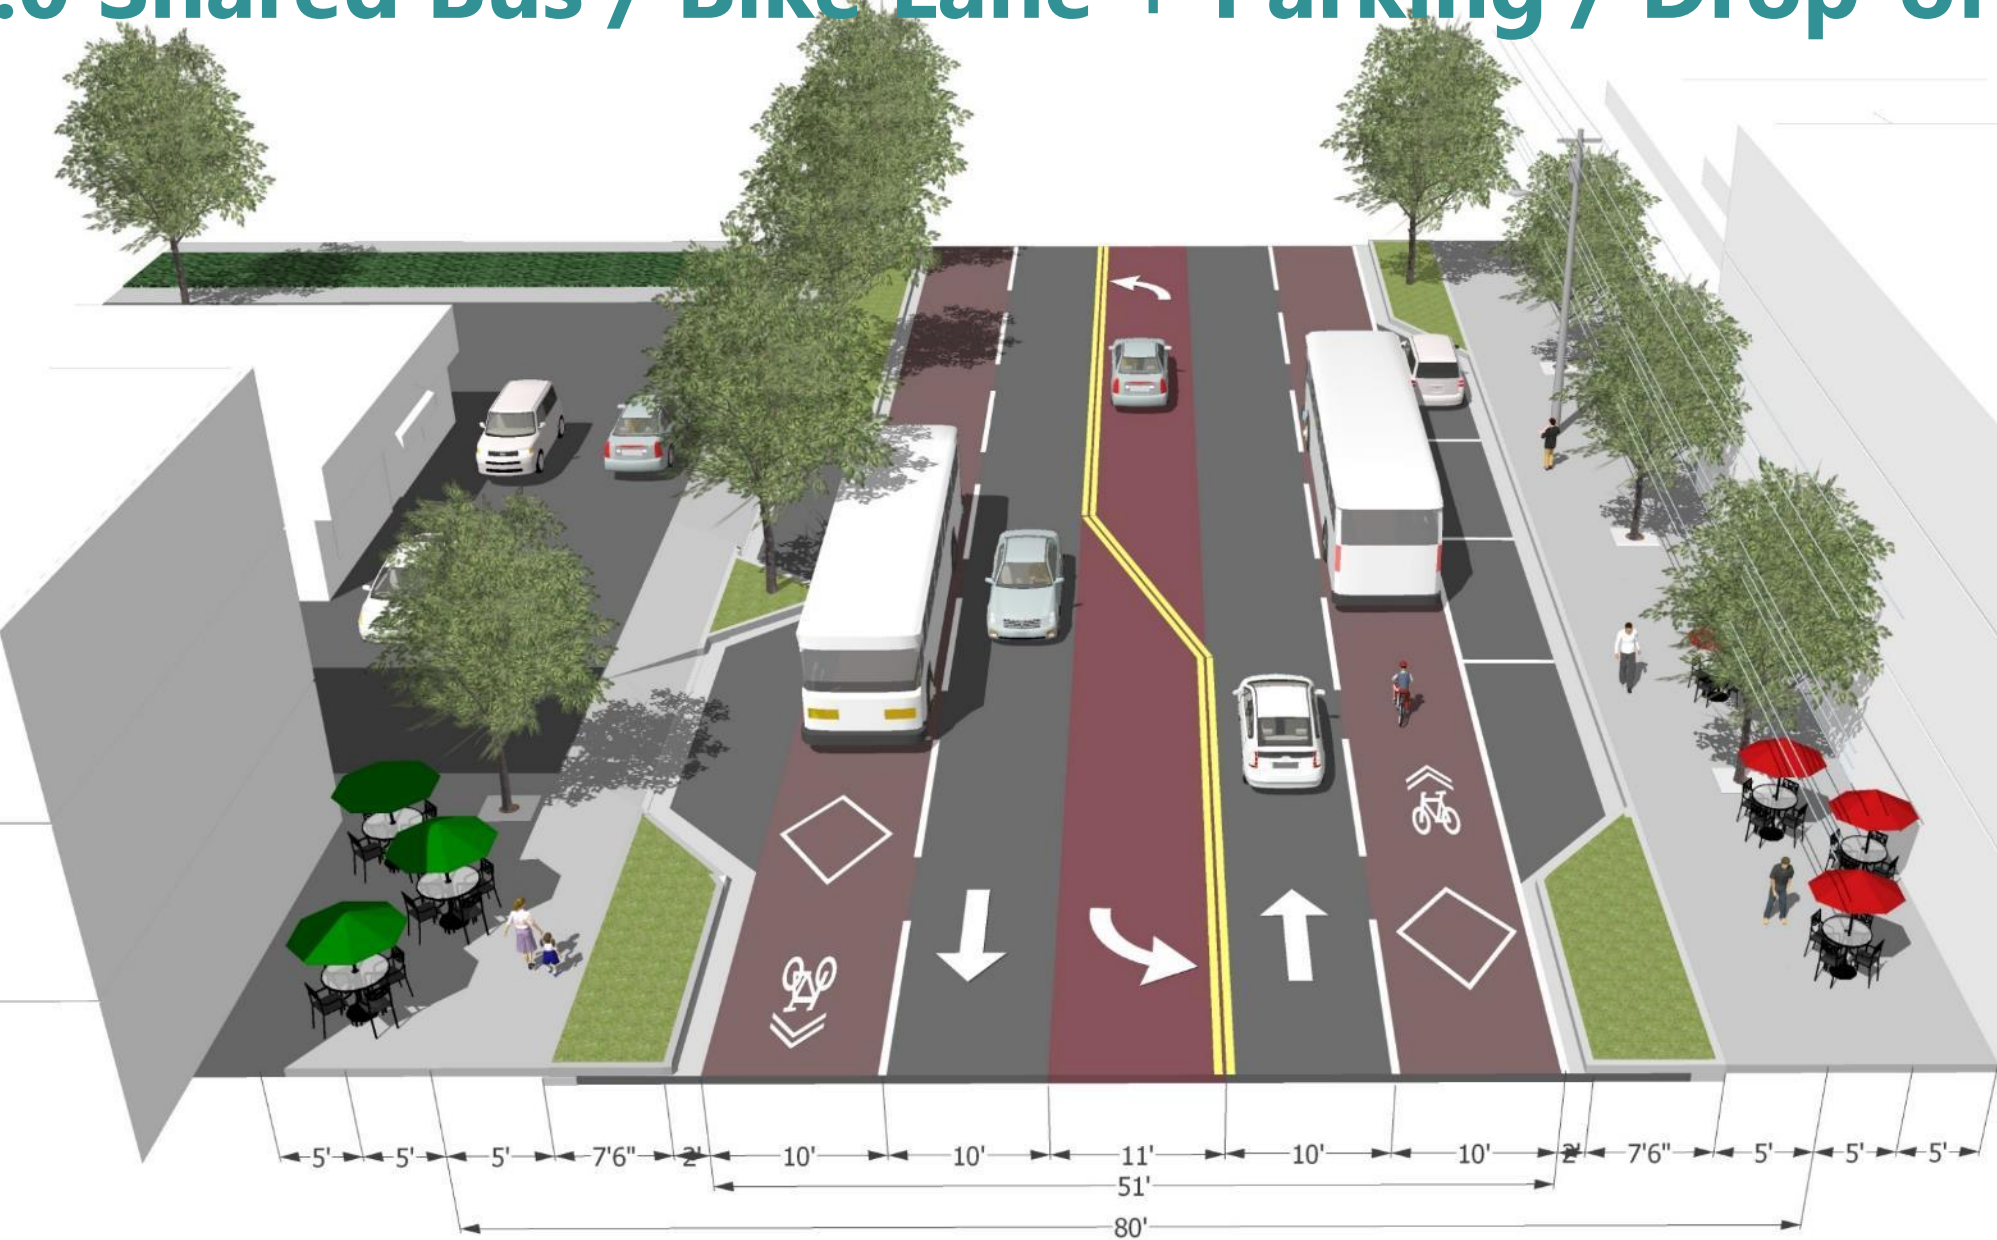 .0 Shared Bus / Bike Lane + Parking / Drop-of
5' 5' 5' 7'6" 2' 10' 10' 11' 10' 10' 2' 7'6" 5' 5' 5'
51'
80'